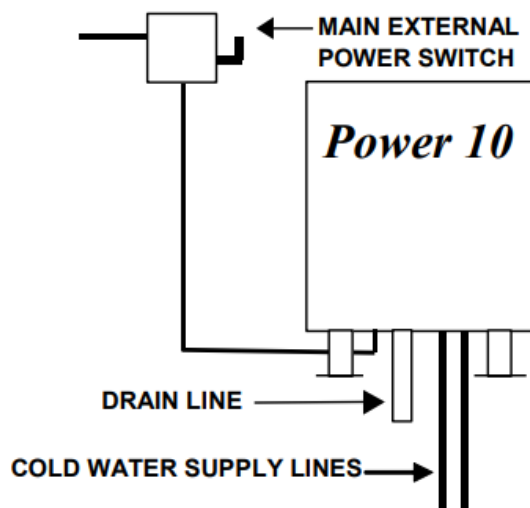 MAIN EXTERNAL
POWER SWITCH
Power 10
DRAIN LINE
COLD WATER SUPPLY LINES